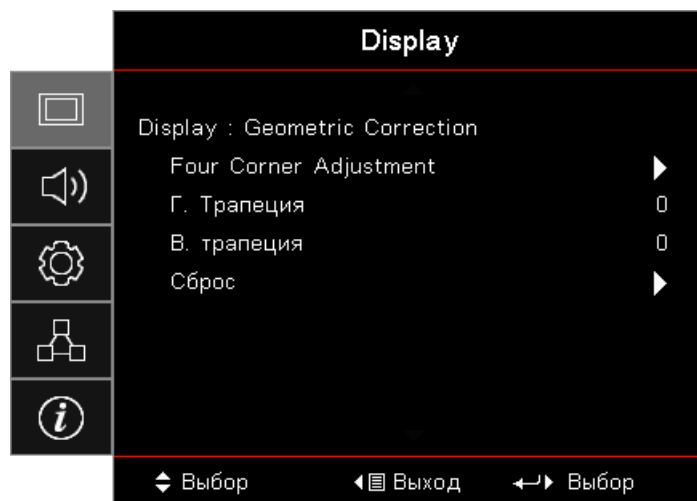 Display
Display : Geometric Correction
Four Corner Adjustment
Г. Трапеция 0
В. трапеция 0
Сброс
Выбор Выход Выбор